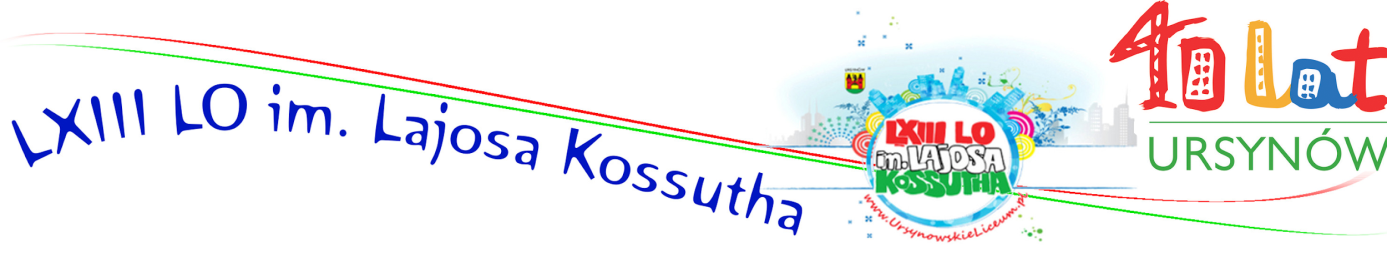 LXIII LO im. Lajosa Kossutha
LXIII LO
im. LAJOSA
KOSSUTHA
www.UrsynowskieLiceum.pl
40 lat
URSYNÓW